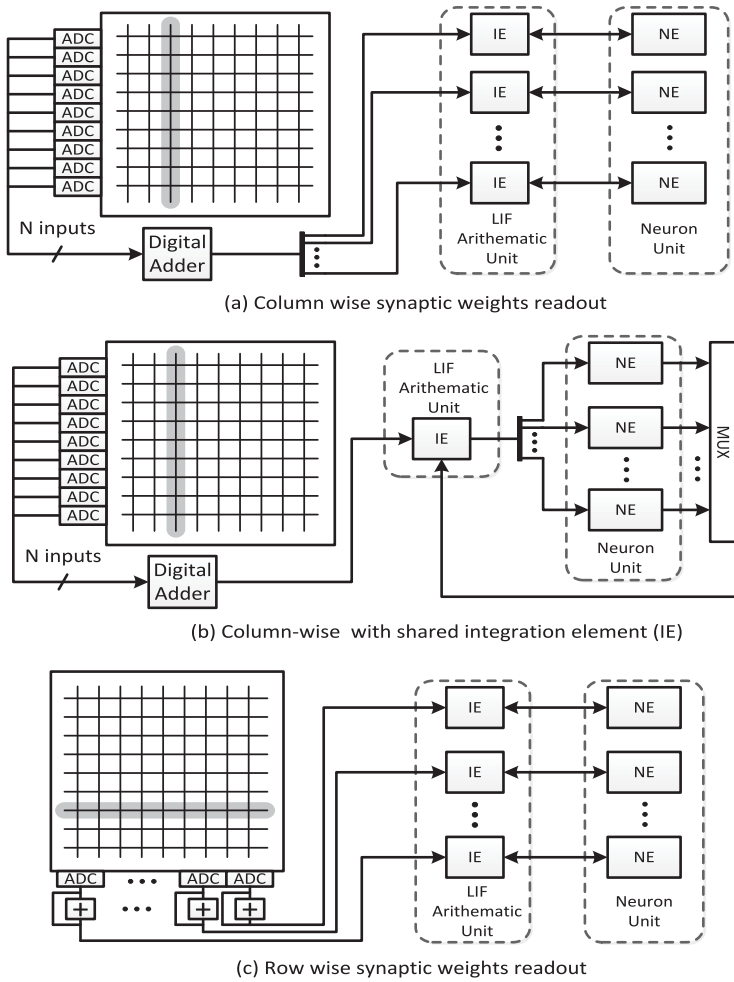 ADC
ADC
ADC
ADC
ADC
ADC
ADC
ADC
ADC
N inputs
Digital
Adder
IE
IE
IE
LIF
Arithematic
Unit
NE
NE
NE
Neuron
Unit
(a) Column wise synaptic weights readout
ADC
ADC
ADC
ADC
ADC
ADC
ADC
ADC
ADC
N inputs
Digital
Adder
LIF
Arithematic
Unit
IE
NE
NE
NE
Neuron
Unit
MUX
(b) Column-wise with shared integration element (IE)
ADC
ADC
ADC
+
+
+
IE
IE
IE
LIF
Arithematic
Unit
NE
NE
NE
Neuron
Unit
(c) Row wise synaptic weights readout